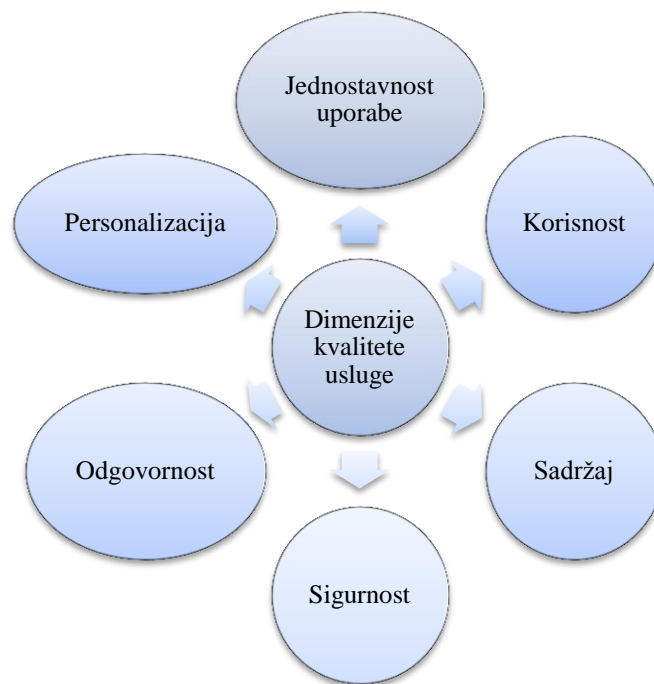 Jednostavnost
uporabe
Personalizacija
Korisnost
Dimenzije
kvalitete
usluge
Odgovornost
Sadržaj
Sigurnost